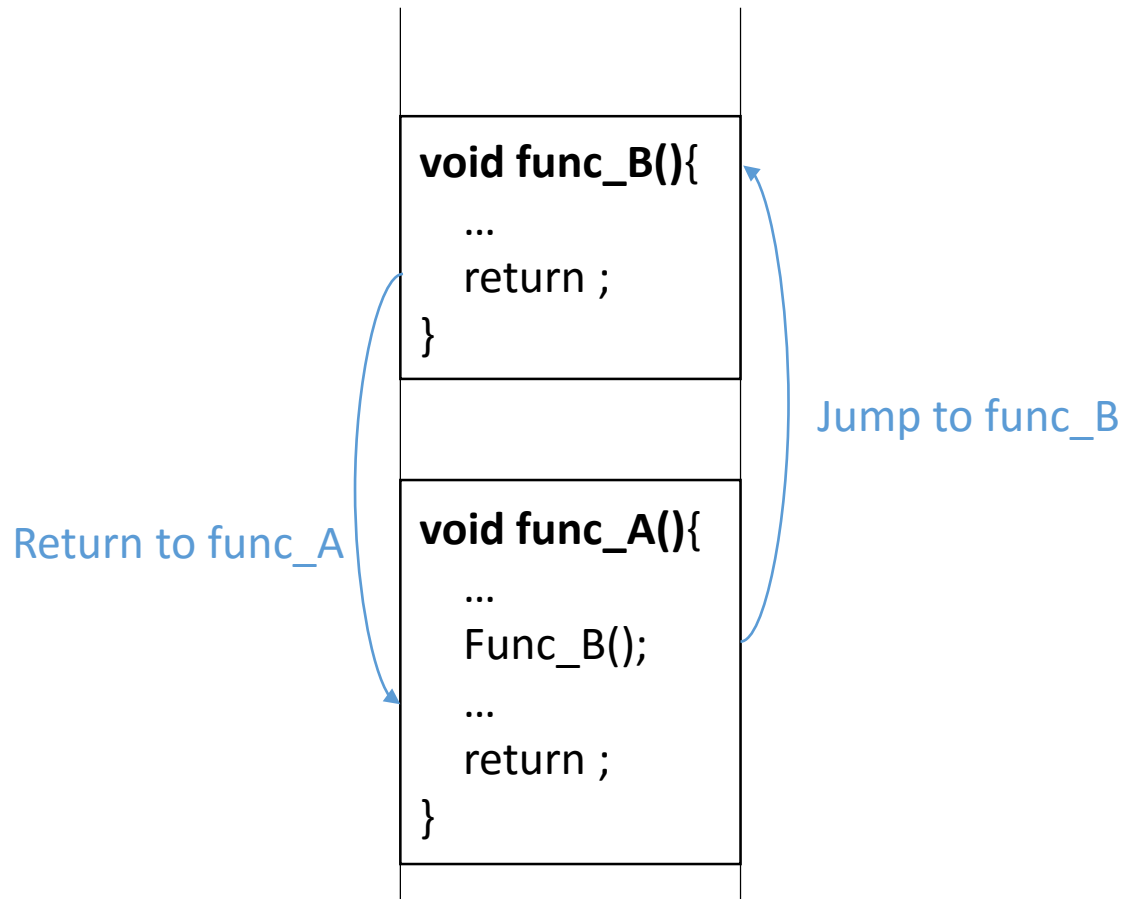 void func_B(){
...
return ;
}
Jump to func_B
Return to func_A
void func_A(){
...
Func_B();
...
return ;
}